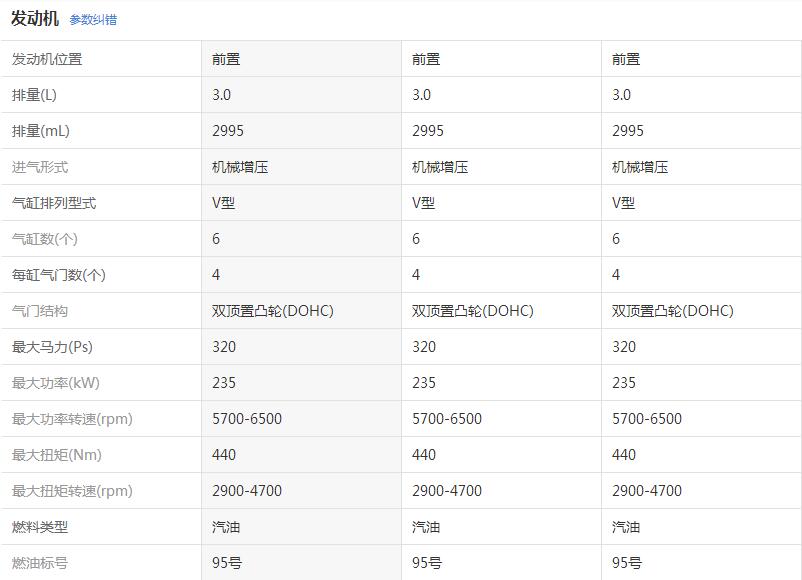 发动机 参数纠错
发动机位置 前置 前置 前置
排量(L) 3.0 3.0 3.0
排量(mL) 2995 2995 2995
进气形式 机械增压 机械增压 机械增压
气缸排列型式 V型 V型 V型
气缸数(个) 6 6 6
每缸气门数(个) 4 4 4
气门结构 双顶置凸轮(DOHC) 双顶置凸轮(DOHC) 双顶置凸轮(DOHC)
最大马力(Ps) 320 320 320
最大功率(kW) 235 235 235
最大功率转速(rpm) 5700-6500 5700-6500 5700-6500
最大扭矩(Nm) 440 440 440
最大扭矩转速(rpm) 2900-4700 2900-4700 2900-4700
燃料类型 汽油 汽油 汽油
燃油标号 95号 95号 95号